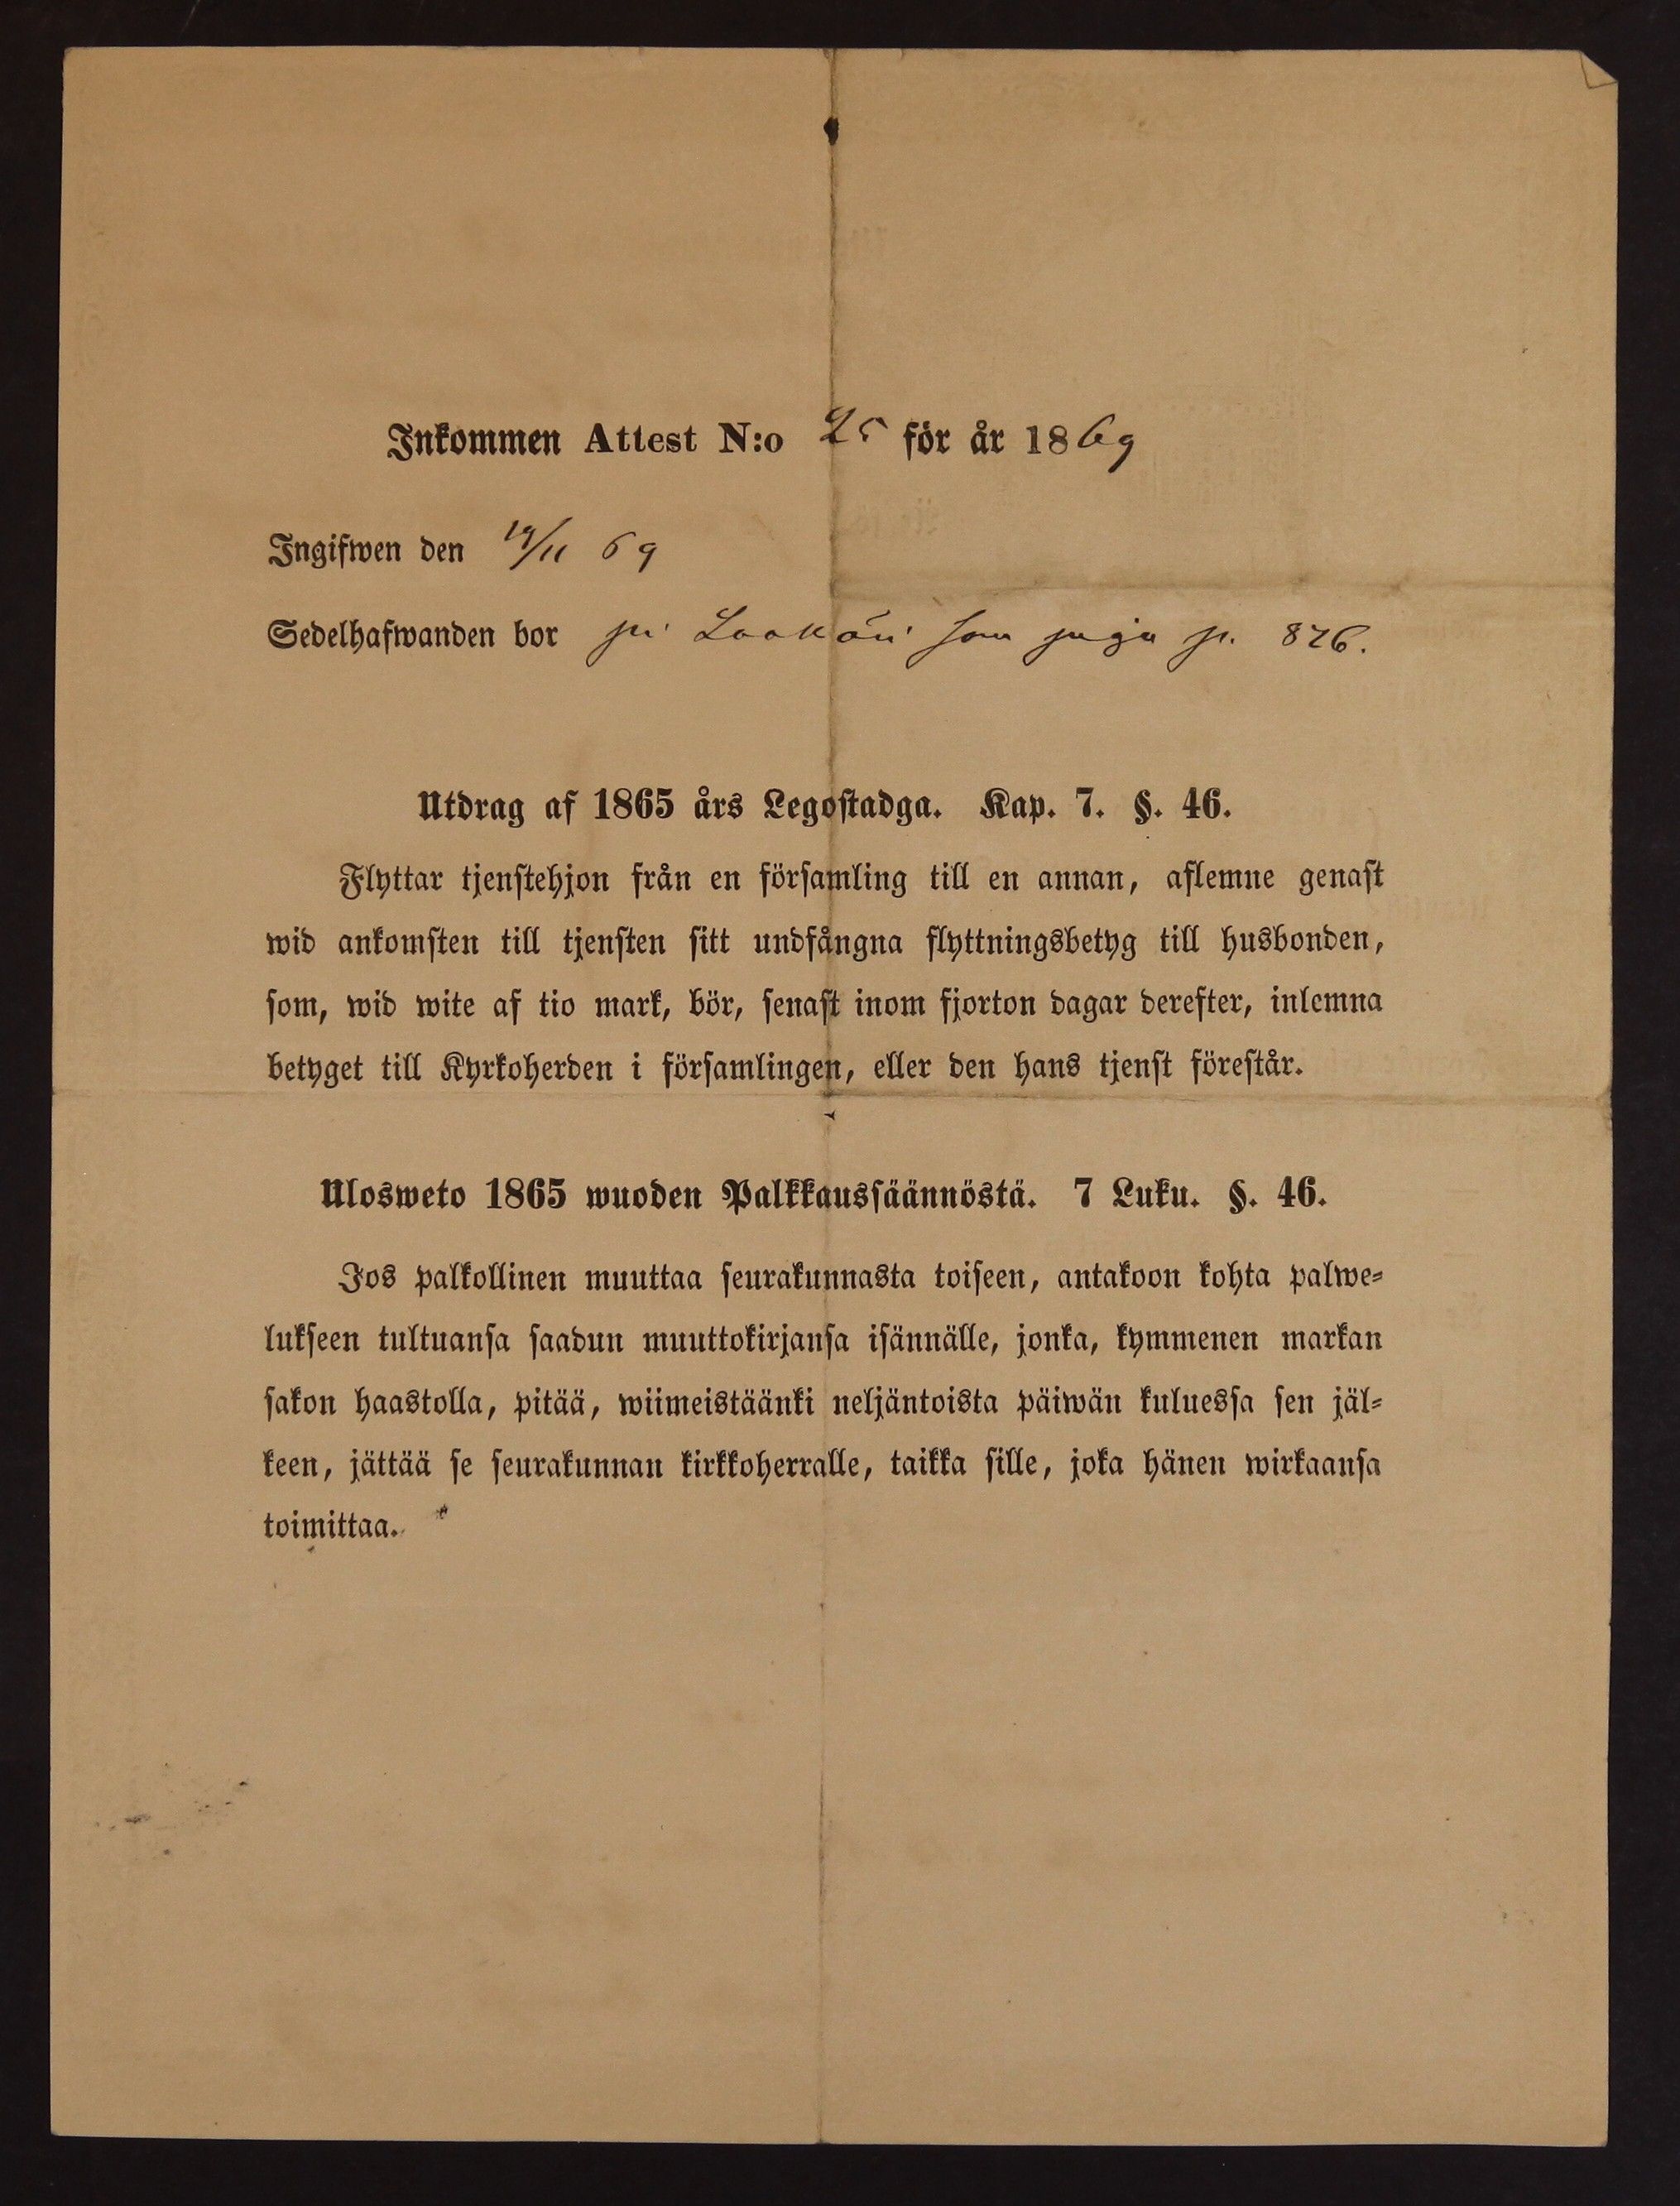 Inkommen Attest N:o 25 för år 1869
Ingifwen den 19/11 69
Sedelhafwanden bor på som piga p. 826.
Utdrag af 1865 års Legostadga. Kap. 7. §. 46.
Flyttar tjenstehjon från en församling till en annan, aflemne genast
wid ankomsten till tjensten sitt undfångna flyttningsbetyg till husbonden,
som, wid wite af tio mark, bör, senast inom fjorton dagar derefter, inlemna
betyget till Kyrkoherden i församlingen, eller den hans tjenst förestår.
Ulosweto 1865 wuoden Palkkaussäännöstä. 7 Luku. §. 46.
Jos palkollinen muuttaa seurakunnasta toiseen, antakoon kohta palwe-
lukseen tultuansa saadun muuttokirjansa isännälle, jonka, kymmenen markan
sakon haastolla, pitää, wiimeistäänki neljäntoista päiwän kuluessa sen jäl-
keen, jättää se seurakunnan kirkkoherralle, taikka sille, joka hänen wirkaansa
toimittaa.